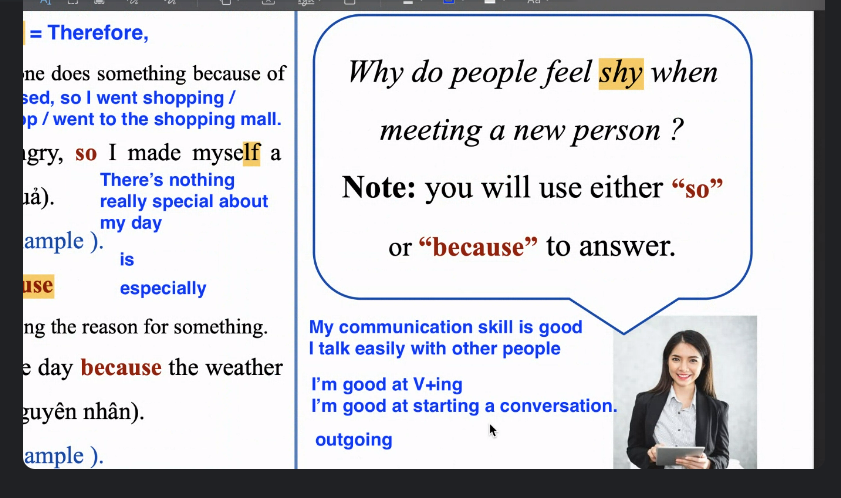 = Therefore,
one does something because of
sed, so I went shopping /
op / went to the shopping mall.
ngry, so I made myself a
There's nothing
really special about
my day
uả).
ample ).
is
especially
use
ng the reason for something.
e day because the weather
guyên nhân).
ample ).
Why do people feel shy when
meeting a new person ?
Note: you will use either “so”
or “because” to answer.
My communication skill is good
I talk easily with other people
I'm good at V+ing
I'm good at starting a conversation.
outgoing